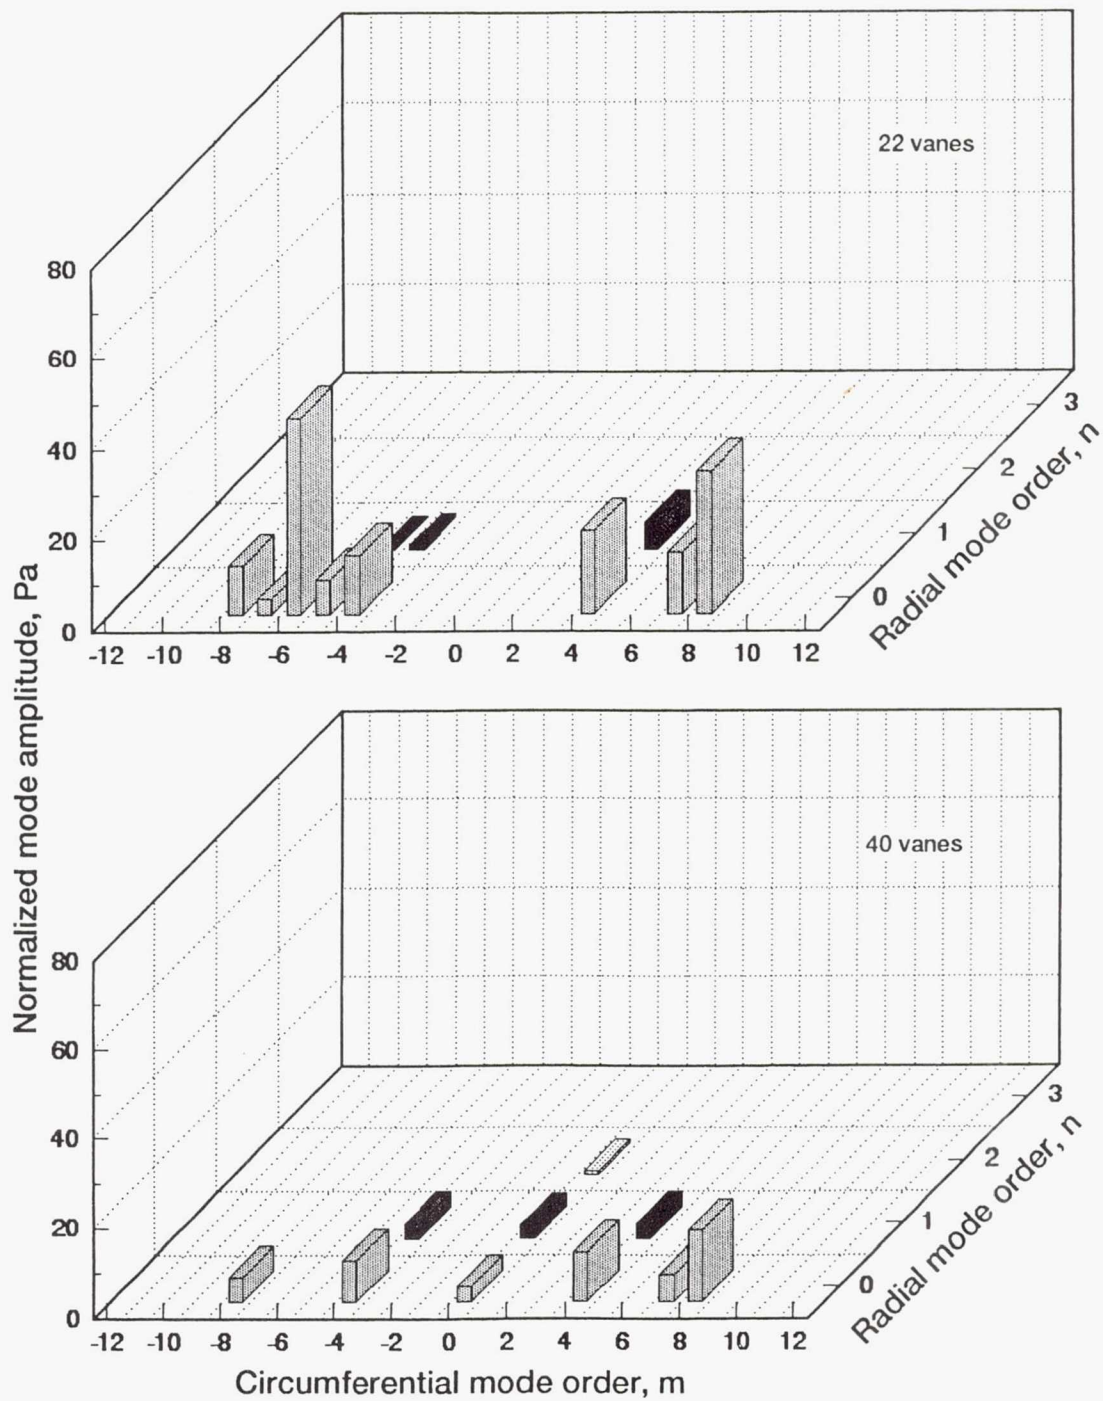 22 vanes
80
60
40
20
0
-12 -10 -8 -6 -4 -2 0 2 4 6 8 10 12
0 1 2 3
Radial mode order, n
Normalized mode amplitude, Pa
40 vanes
80
60
40
20
0
-12 -10 -8 -6 -4 -2 0 2 4 6 8 10 12
0 1 2 3
Radial mode order, n
Circumferential mode order, m